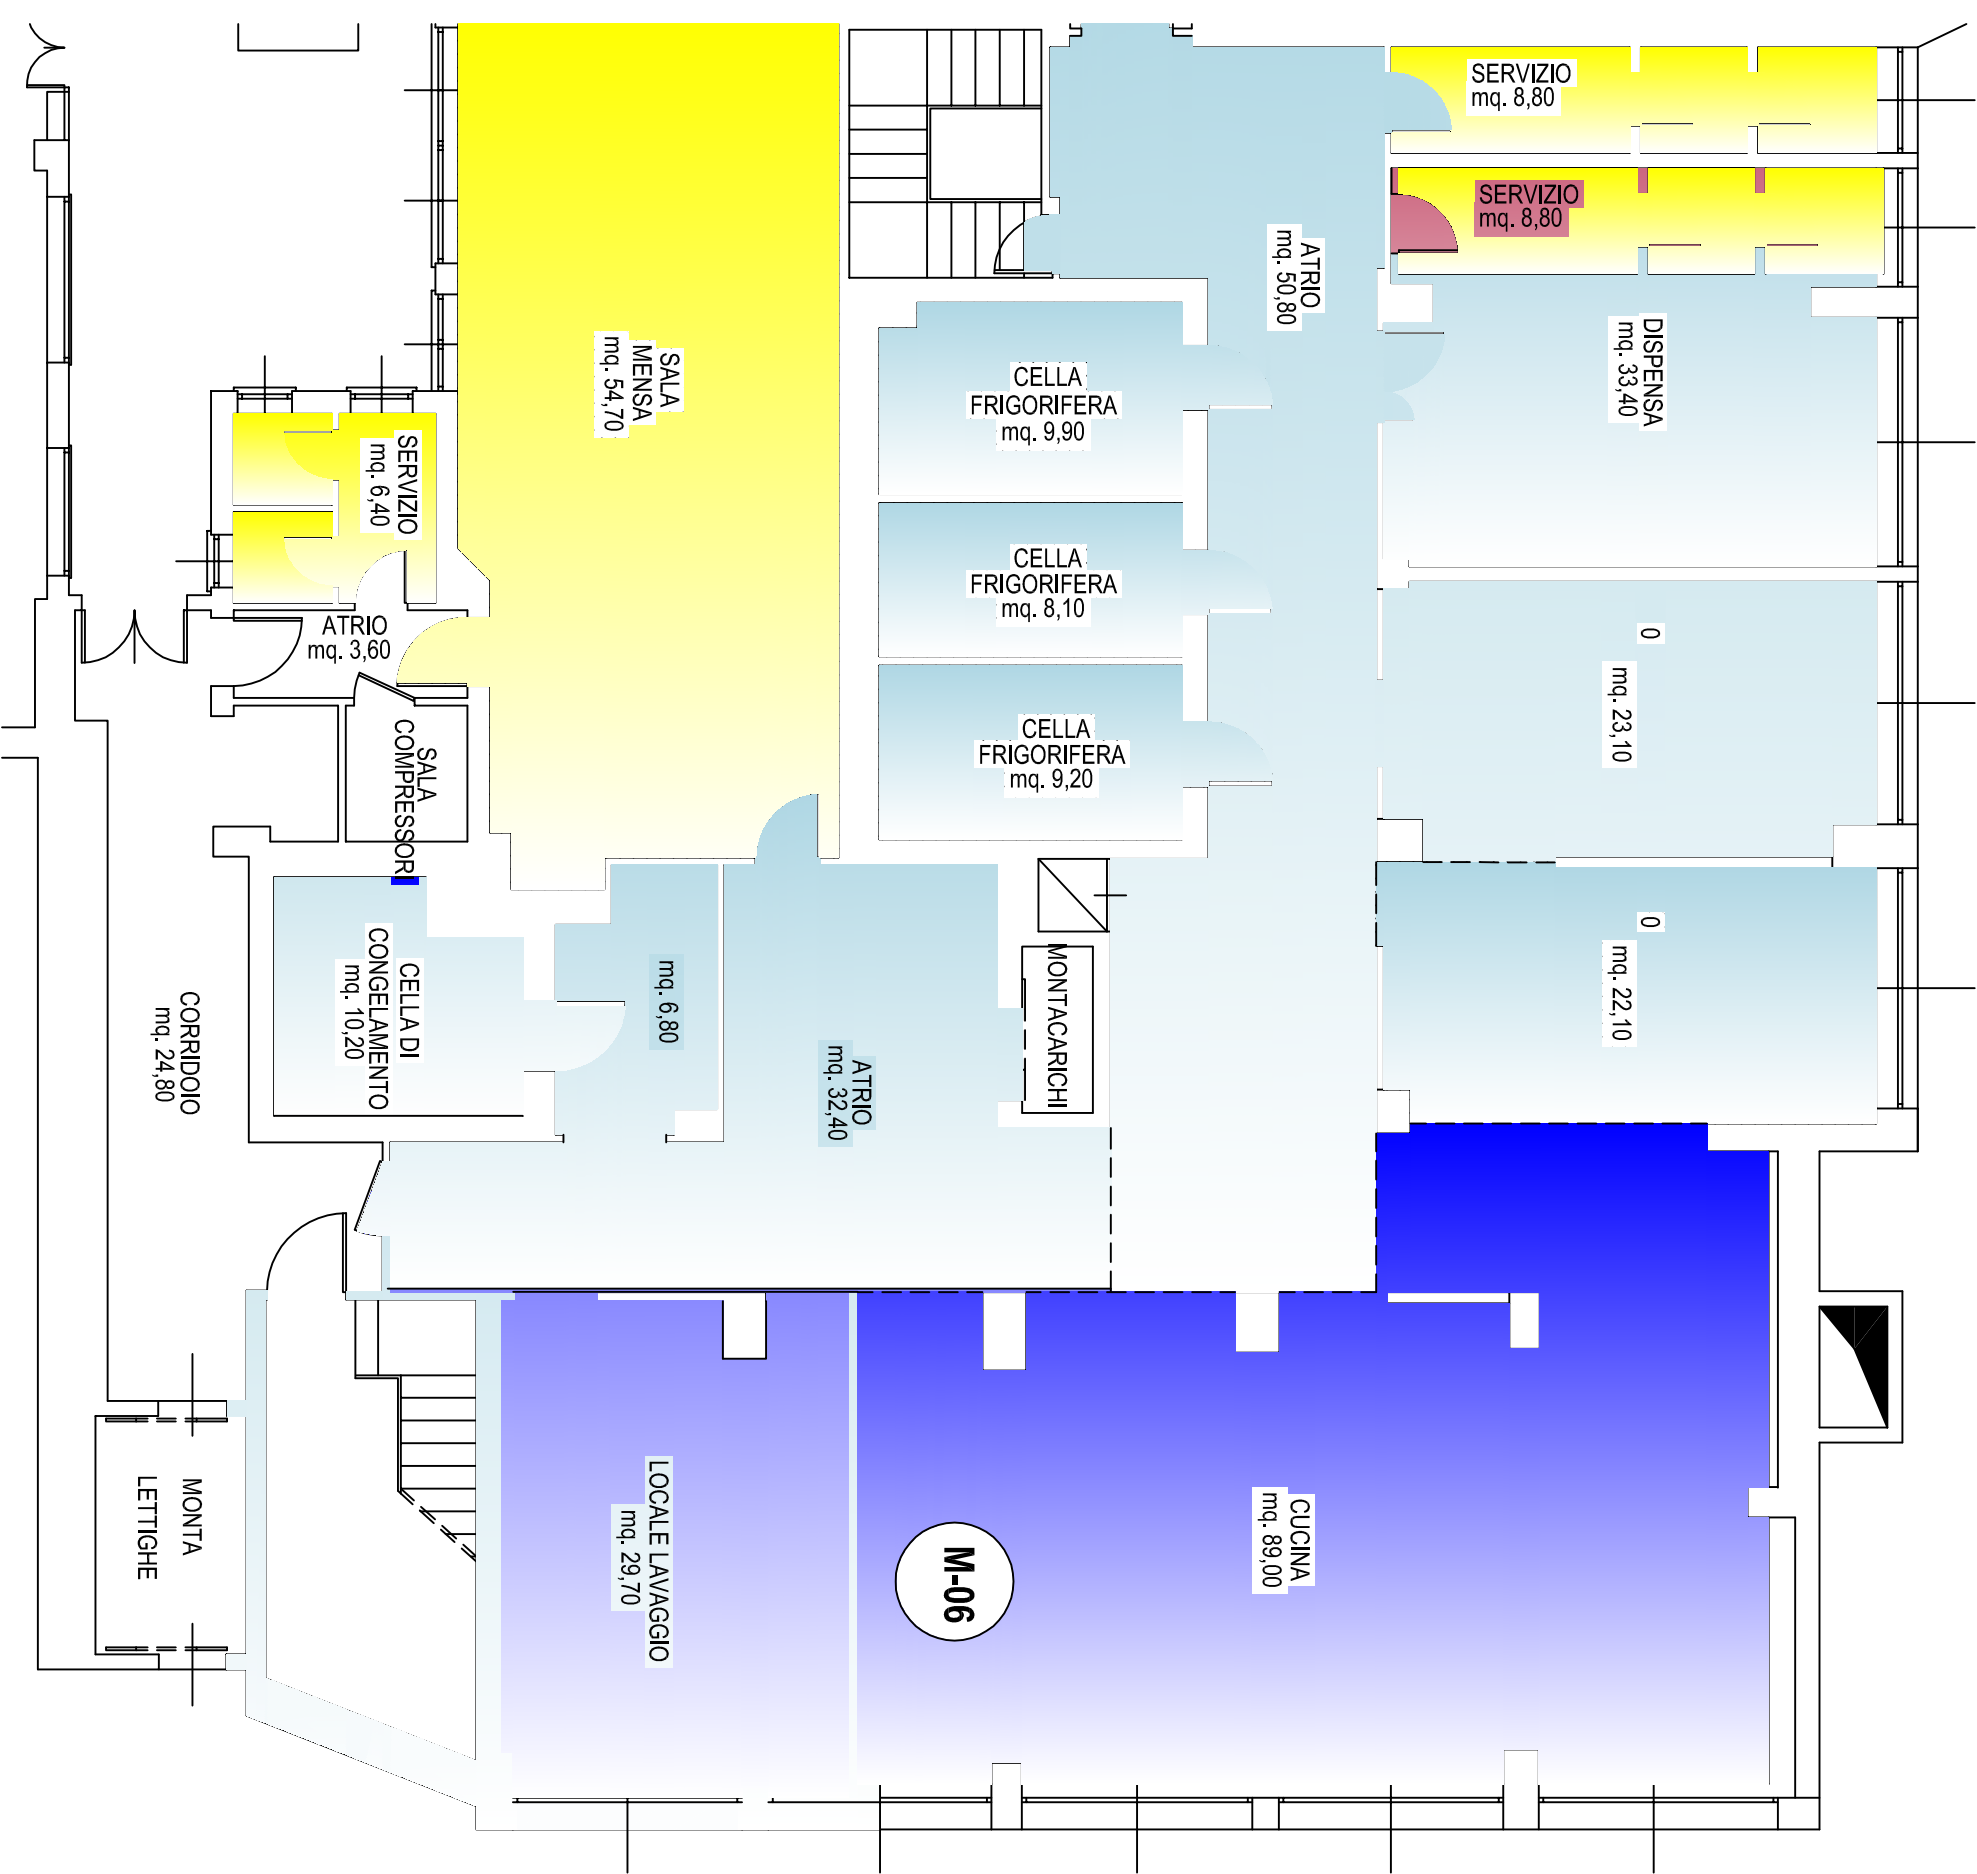 SERVIZIO
mq. 8,80
SERVIZIO
mq. 8,80
ATRIO
mq. 50,80
DISPENSA
mq. 33,40
SALA
MENSA
mq. 54,70
CELLA
FRIGORIFERA
mq. 9,90
SERVIZIO
mq. 6,40
CELLA
FRIGORIFERA
mq. 8,10
ATRIO
mq. 3,60
0
mq. 23,10
SALA
COMPRESSORI
CELLA
FRIGORIFERA
mq. 9,20
0
mq. 22,10
CELLA DI
CONGELAMENTO
mq. 10,20
mq. 6,80
MONTACARICHI
ATRIO
mq. 32,40
CORRIDOIO
mq. 24,80
MONTA
LETTIGHE
LOCALE LAVAGGIO
mq. 29,70
M-06
CUCINA
mq. 89,00